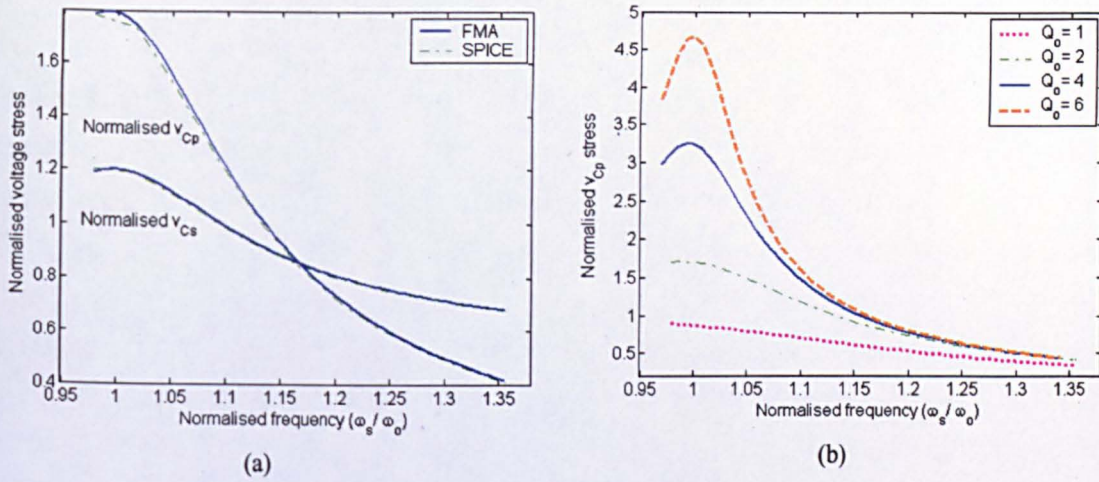 FMA
SPICE
1.6
1.4
1.2
1
0.8
0.6
0.4
Normalised voltage stress
Normalised v_Cp
Normalised v_Cs
0.95 1 1.05 1.1 1.15 1.2 1.25 1.3 1.35
Normalised frequency (ω_s / ω_o)
(a)
Q_o = 1
Q_o = 2
Q_o = 4
Q_o = 6
5
4.5
4
3.5
3
2.5
2
1.5
1
0.5
Normalised v_Cp stress
0.95 1 1.05 1.1 1.15 1.2 1.25 1.3 1.35
Normalised frequency (ω_s / ω_o)
(b)